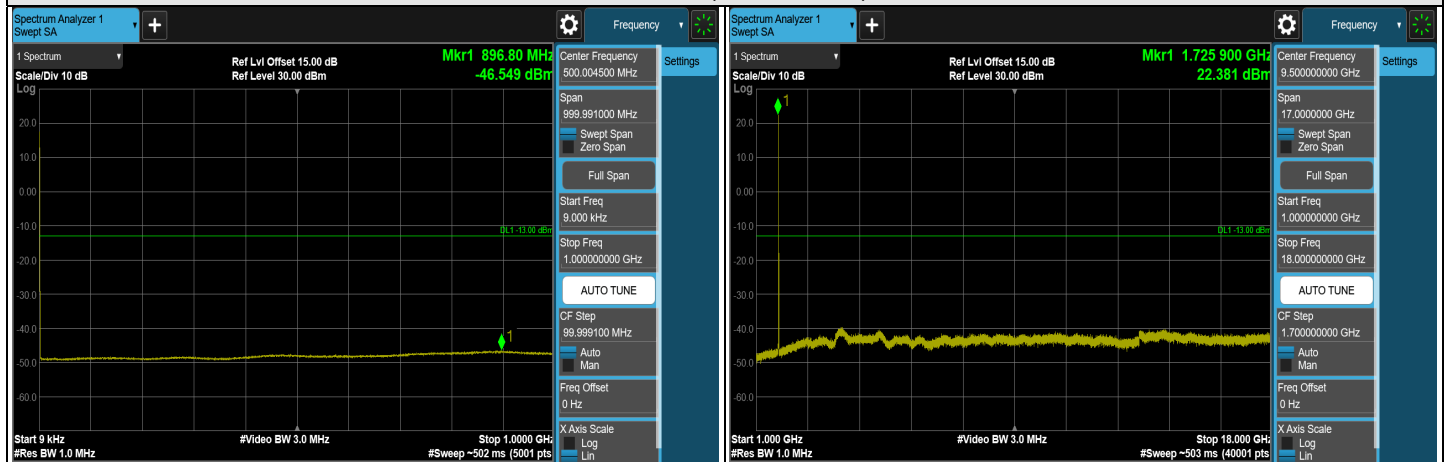 Spectrum Analyzer 1
Swept SA
+
Frequency
1 Spectrum
Scale/Div 10 dB
Log
Ref Lvl Offset 15.00 dB
Ref Level 30.00 dBm
Mkr1 896.80 MHz
-46.549 dBm
20.0
10.0
0.00
-10.0
-20.0
-30.0
-40.0
-50.0
-60.0
DL1 -13.00 dBm
1
Start 9 kHz
#Res BW 1.0 MHz
#Video BW 3.0 MHz
Stop 1.0000 GHz
#Sweep ~502 ms (5001 pts
Center Frequency
500.004500 MHz
Span
999.991000 MHz
Swept Span
Zero Span
Full Span
Start Freq
9.000 kHz
Stop Freq
1.000000000 GHz
AUTO TUNE
CF Step
99.999100 MHz
Auto
Man
Freq Offset
0 Hz
X Axis Scale
Log
Lin
Settings
Spectrum Analyzer 1
Swept SA
+
Frequency
1 Spectrum
Scale/Div 10 dB
Log
Ref Lvl Offset 15.00 dB
Ref Level 30.00 dBm
Mkr1 1.725 900 GHz
22.381 dBm
1
20.0
10.0
0.00
-10.0
-20.0
-30.0
-40.0
-50.0
-60.0
DL1 -13.00 dBm
Start 1.000 GHz
#Res BW 1.0 MHz
#Video BW 3.0 MHz
Stop 18.000 GHz
#Sweep ~503 ms (40001 pts
Center Frequency
9.500000000 GHz
Span
17.0000000 GHz
Swept Span
Zero Span
Full Span
Start Freq
1.000000000 GHz
Stop Freq
18.000000000 GHz
AUTO TUNE
CF Step
1.700000000 GHz
Auto
Man
Freq Offset
0 Hz
X Axis Scale
Log
Lin
Settings